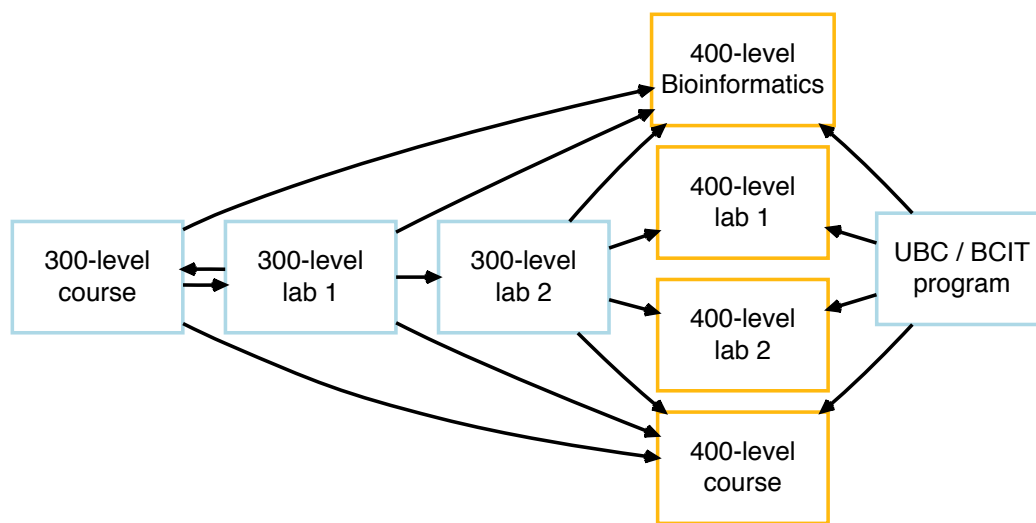 400-level
Bioinformatics
400-level
lab 1
300-level
course
300-level
lab 1
300-level
lab 2
UBC / BCIT
program
400-level
lab 2
400-level
course